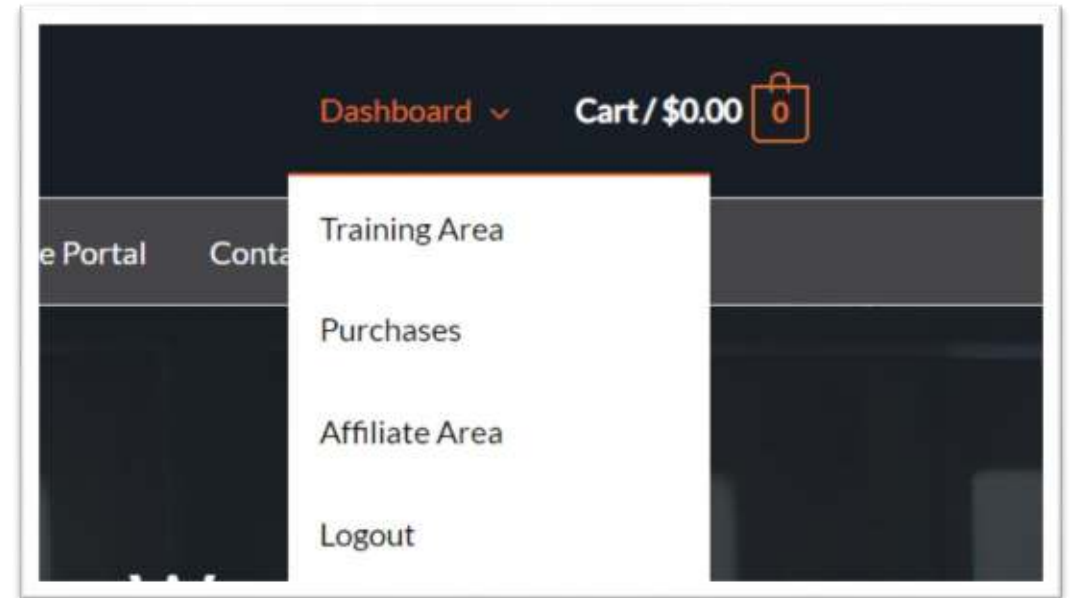 Dashboard Cart / $0.00 0
Training Area
e Portal Conta
Purchases
Affiliate Area
Logout